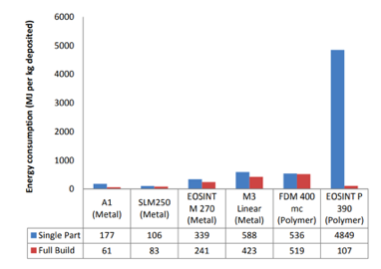 Energy consumption (MJ per kg deposited)
6000
5000
4000
3000
2000
1000
0
A1 (Metal)
SLM250 (Metal)
EOSINT M 270 (Metal)
M3 Linear (Metal)
FDM 400 mc (Polymer)
EOSINT P 390 (Polymer)
Single Part 177 106 339 588 536 4849
Full Build 61 83 241 423 519 107